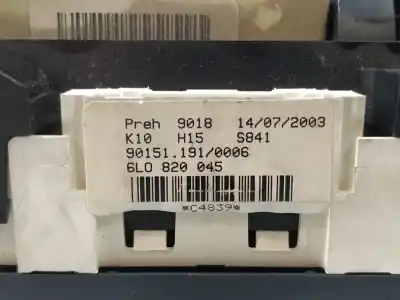 Preh 9018 14/07/2003
K10 H15 S841
90151.191/0006
6L0 820 045
*C4839*